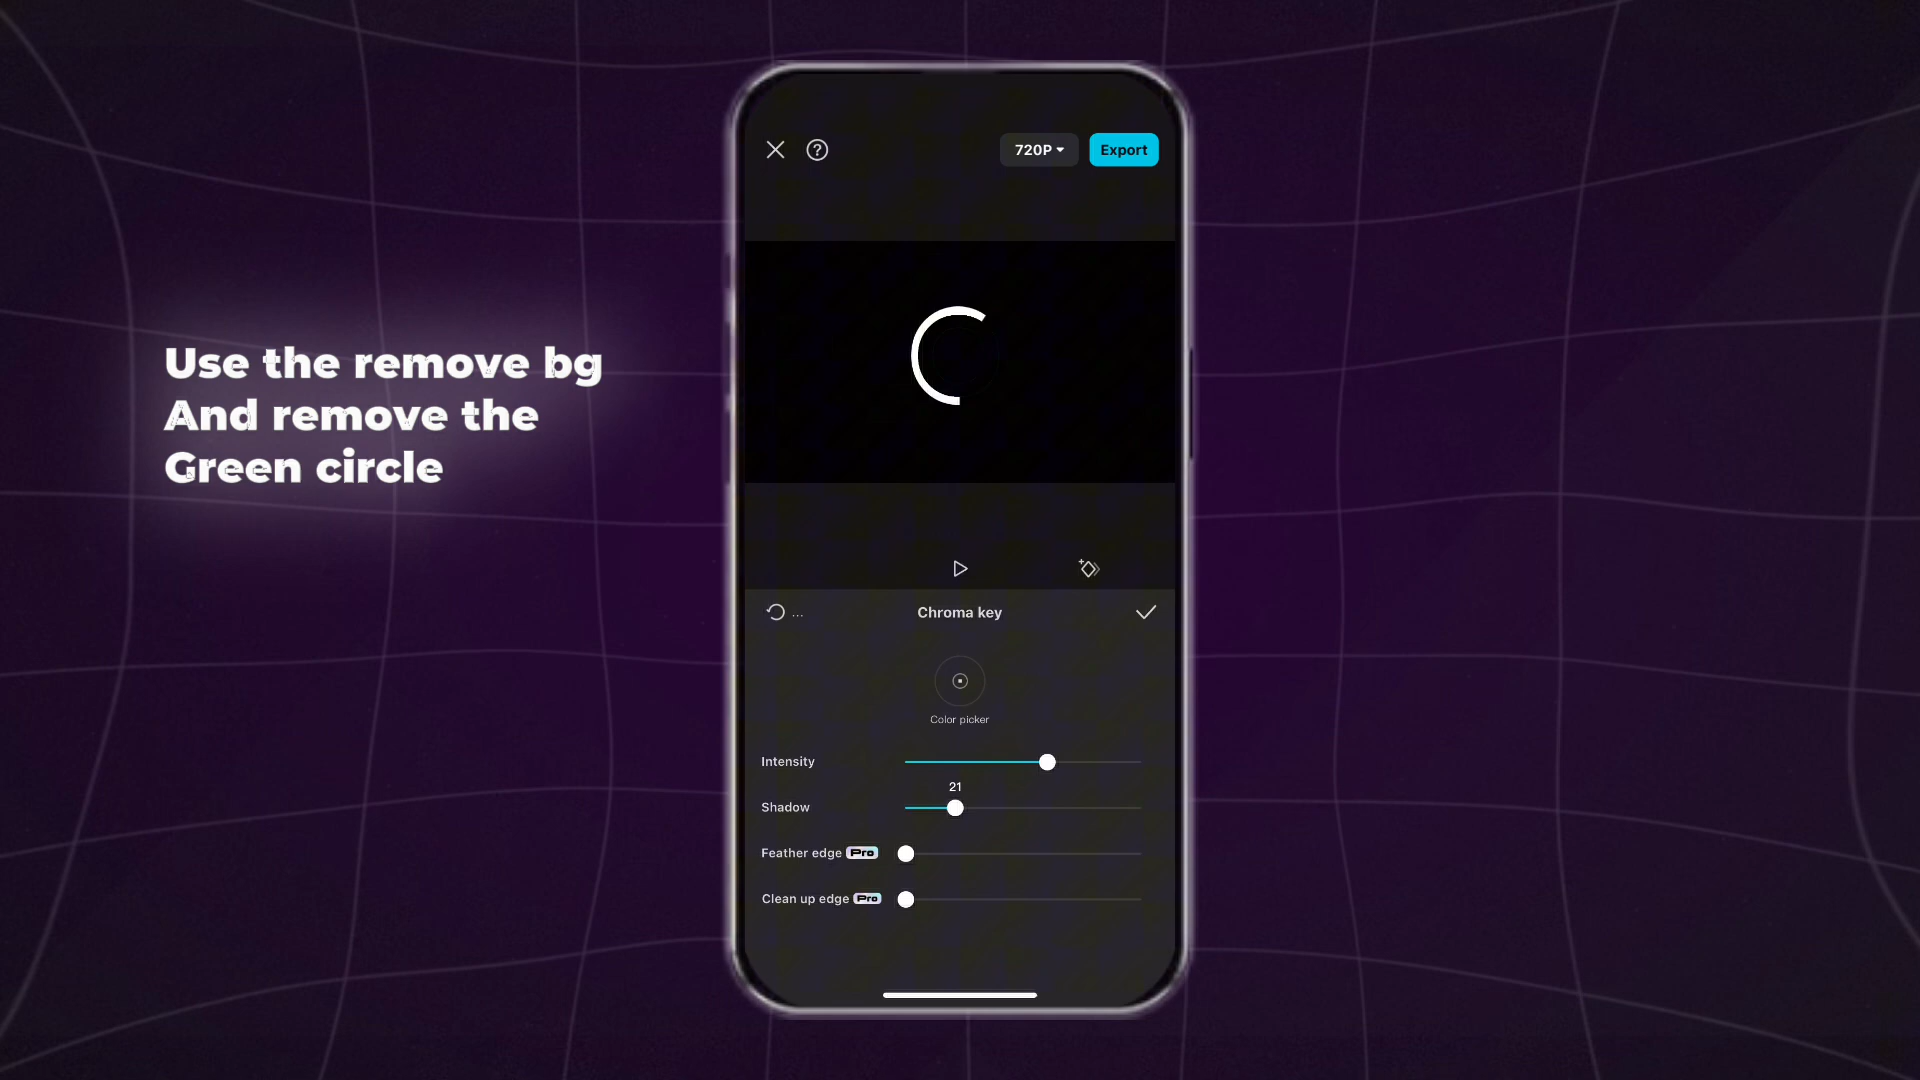 Use the remove bg
And remove the
Green circle
720P
Export
...
Chroma key
Color picker
Intensity
21
Shadow
Feather edge Pro
Clean up edge Pro